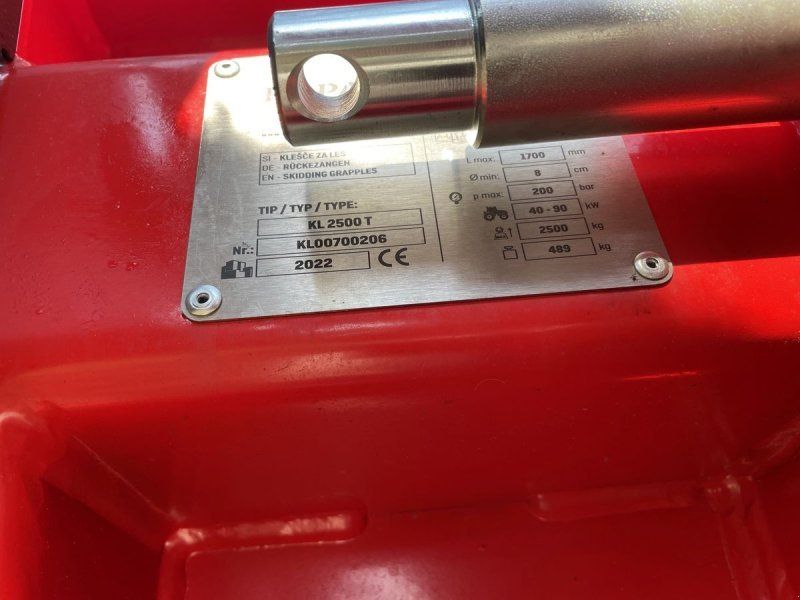 SI - KLEŠČE ZA LES
DE - RÜCKEZANGEN
EN - SKIDDING GRAPPLES
TIP / TYP / TYPE:
KL 2500 T
Nr.: KL00700206
2022 CE
L max: 1700 mm
Ø min: 8 cm
p max: 200 bar
40 - 90 kW
2500 kg
489 kg